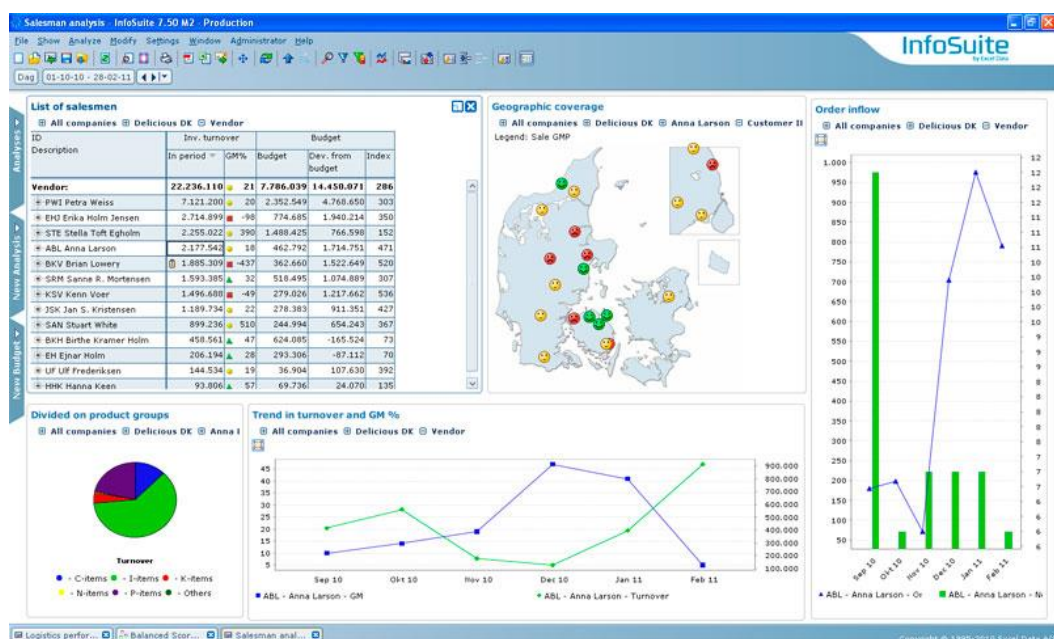 Salesman analysis - InfoSuite 7.50 M2 - Production
File Show Analyze Modify Settings Window Administrator Help
InfoSuite
by Excel Data
Dag 01-10-10 - 28-02-11
Analyses
New Analysis
New Budget
List of salesmen
All companies Delicious DK Vendor
ID
Description
Inv. turnover Budget
In period GM% Budget Dev. from budget Index
Vendor: 22.236.110 21 7.786.039 14.450.071 286
PWI Petra Weiss 7.121.200 20 2.352.549 4.768.650 303
EHJ Erika Holm Jensen 2.714.899 -98 774.685 1.940.214 350
STE Stella Toft Egholm 2.255.022 390 1.488.425 766.598 152
ABL Anna Larson 2.177.542 18 462.792 1.714.751 471
BKV Brian Lowery 1.885.309 -437 362.660 1.522.649 520
SRM Sanne R. Mortensen 1.593.385 32 518.495 1.074.889 307
KSV Kenn Voer 1.496.688 -49 279.026 1.217.662 536
JSK Jan S. Kristensen 1.189.734 22 278.383 911.351 427
SAN Stuart White 899.236 510 244.994 654.243 367
BKH Birthe Kramer Holm 458.561 47 624.085 -165.524 73
EH Ejnar Holm 206.194 28 293.306 -87.112 70
UF Ulf Frederiksen 144.534 19 36.904 107.630 392
HHK Hanna Keen 93.806 57 69.736 24.070 135
Geographic coverage
All companies Delicious DK Anna Larson Customer II
Legend: Sale GMP
Order inflow
All companies Delicious DK Vendor
1.000
950
900
850
800
750
700
650
600
550
500
450
400
350
300
250
200
150
100
50
12
12
12
12
11
11
11
11
10
10
10
10
9
9
9
8
8
8
7
7
7
6
6
6
Sep 10 Okt 10 Nov 10 Dec 10 Jan 11 Feb 11
ABL - Anna Larson - Or ABL - Anna Larson - N
Divided on product groups
All companies Delicious DK Anna I
Turnover
- C-items - I-items - K-items
- N-items - P-items - Others
Trend in turnover and GM %
All companies Delicious DK Vendor
45
40
35
30
25
20
15
10
5
900.000
800.000
700.000
600.000
500.000
400.000
300.000
200.000
100.000
Sep 10 Okt 10 Nov 10 Dec 10 Jan 11 Feb 11
ABL - Anna Larson - GM ABL - Anna Larson - Turnover
Logistics perfor... Balanced Scor... Salesman anal...